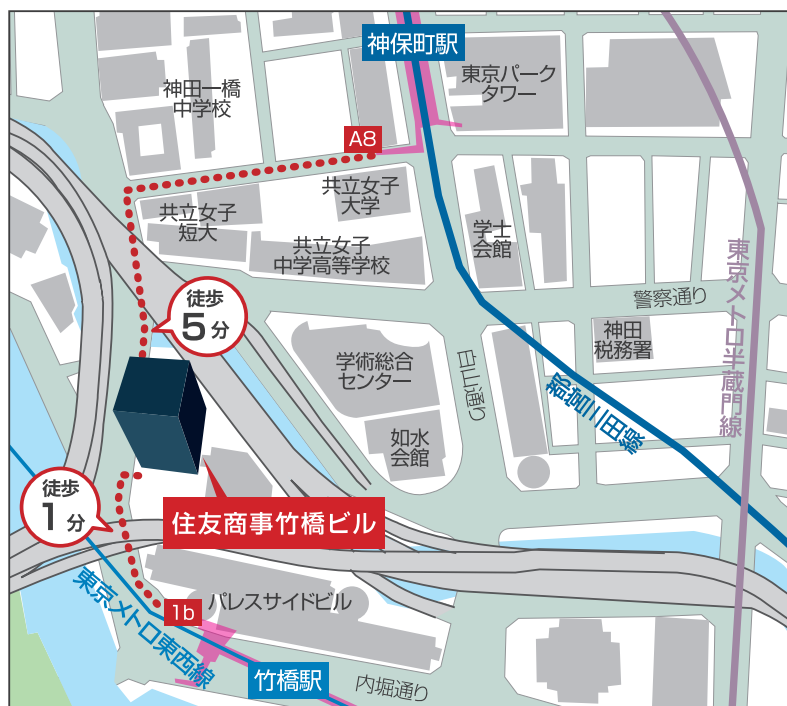 神保町駅
東京パーク
タワー
神田一橋
中学校
A8
共立女子
大学
共立女子
短大
学士
会館
共立女子
中学高等学校
東京メトロ半蔵門線
警察通り
徒歩
5分
神田
税務署
学術総合
センター
白山通り
都営三田線
如水
会館
徒歩
1分
住友商事竹橋ビル
東京メトロ東西線
1b
パレスサイドビル
竹橋駅
内堀通り